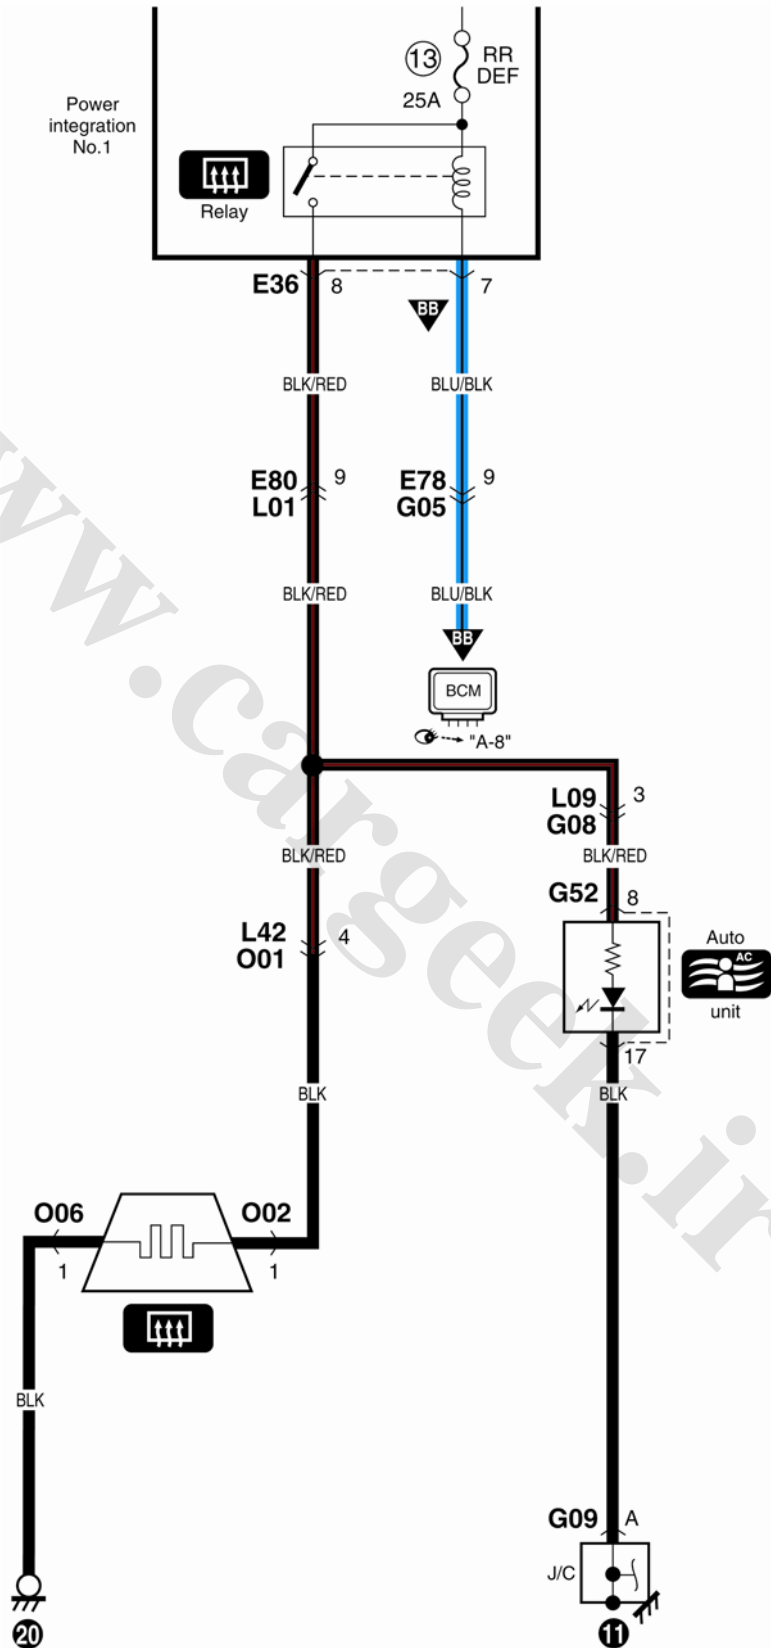 13
RR
DEF
25A
Power
integration
No.1
Relay
E36
8
7
BB
BLK/RED
BLU/BLK
E80
L01
9
E78
G05
9
BLK/RED
BLU/BLK
BB
BCM
"A-8"
L09
G08
3
BLK/RED
BLK/RED
G52
8
L42
O01
4
Auto
AC
unit
17
BLK
BLK
O06
O02
1
1
BLK
G09
A
J/C
20
11
www.cargeek.ir